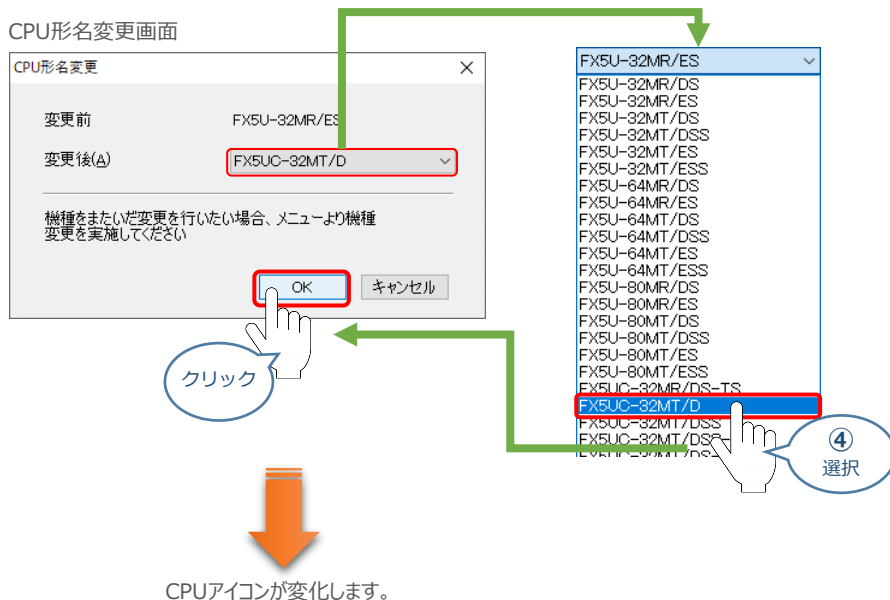 CPU形名変更画面
CPU形名変更
変更前
FX5U-32MR/ES
変更後(A)
FX5UC-32MT/D
機種をまたいだ変更を行いたい場合、メニューより機種
変更を実施してください
OK
キャンセル
クリック
FX5U-32MR/ES
FX5U-32MR/DS
FX5U-32MR/ES
FX5U-32MT/DS
FX5U-32MT/DSS
FX5U-32MT/ES
FX5U-32MT/ESS
FX5U-64MR/DS
FX5U-64MR/ES
FX5U-64MT/DS
FX5U-64MT/DSS
FX5U-64MT/ES
FX5U-64MT/ESS
FX5U-80MR/DS
FX5U-80MR/ES
FX5U-80MT/DS
FX5U-80MT/DSS
FX5U-80MT/ES
FX5U-80MT/ESS
FX5UC-32MR/DS-TS
FX5UC-32MT/D
FX5UC-32MT/DSS
④
選択
CPUアイコンが変化します。